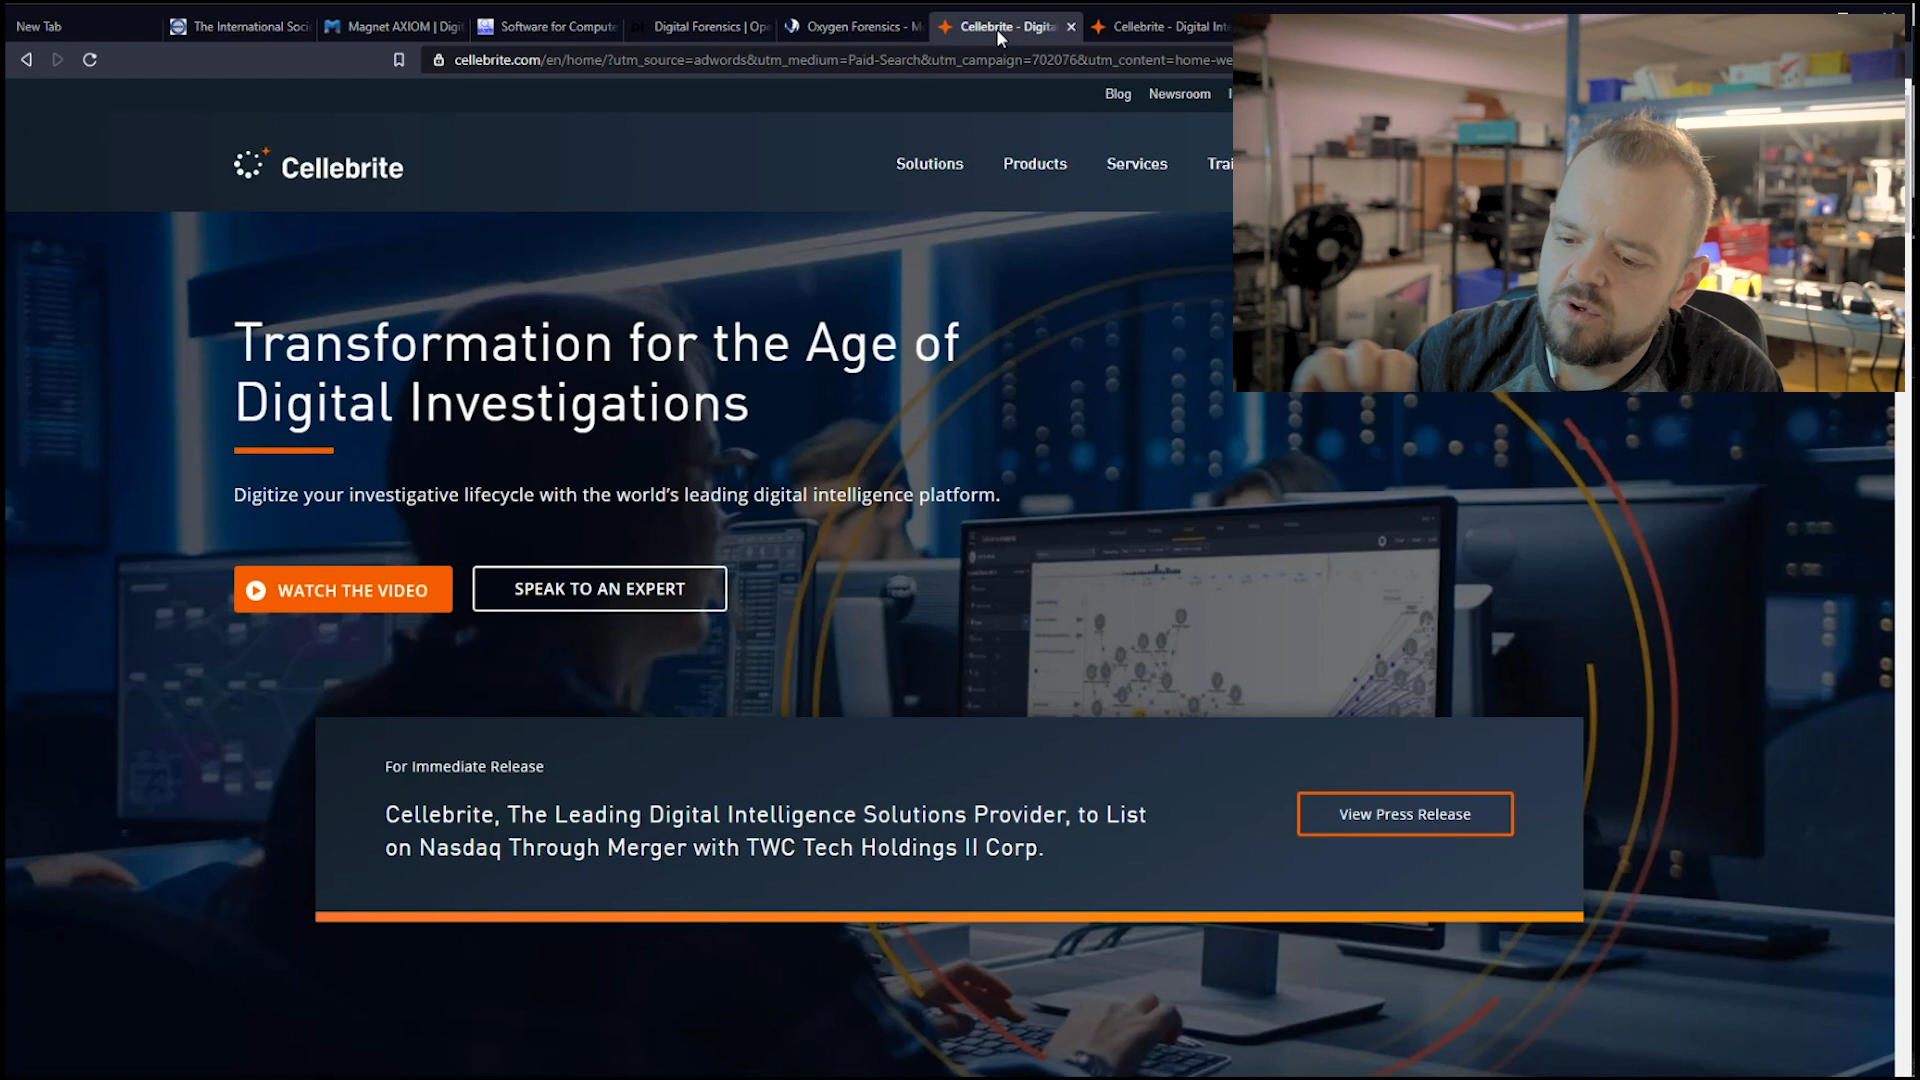 New Tab
The International Soci
Magnet AXIOM | Digi
Software for Compute
Digital Forensics | Ope
Oxygen Forensics - M
Cellebrite - Digita
Cellebrite - Digital Inte
cellebrite.com/en/home/?utm_source=adwords&utm_medium=Paid-Search&utm_campaign=702076&utm_content=home-we
Blog Newsroom I
Cellebrite
Solutions Products Services Trai
Transformation for the Age of
Digital Investigations
Digitize your investigative lifecycle with the world's leading digital intelligence platform.
WATCH THE VIDEO
SPEAK TO AN EXPERT
For Immediate Release
Cellebrite, The Leading Digital Intelligence Solutions Provider, to List
on Nasdaq Through Merger with TWC Tech Holdings II Corp.
View Press Release